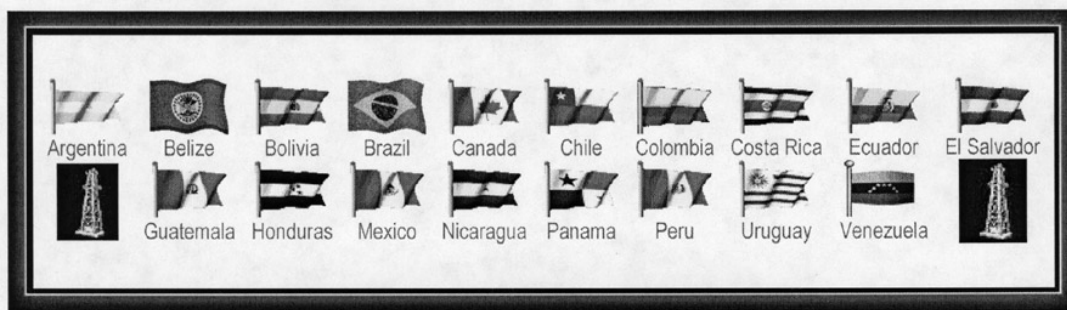 Argentina Belize Bolivia Brazil Canada Chile Colombia Costa Rica Ecuador El Salvador
Guatemala Honduras Mexico Nicaragua Panama Peru Uruguay Venezuela